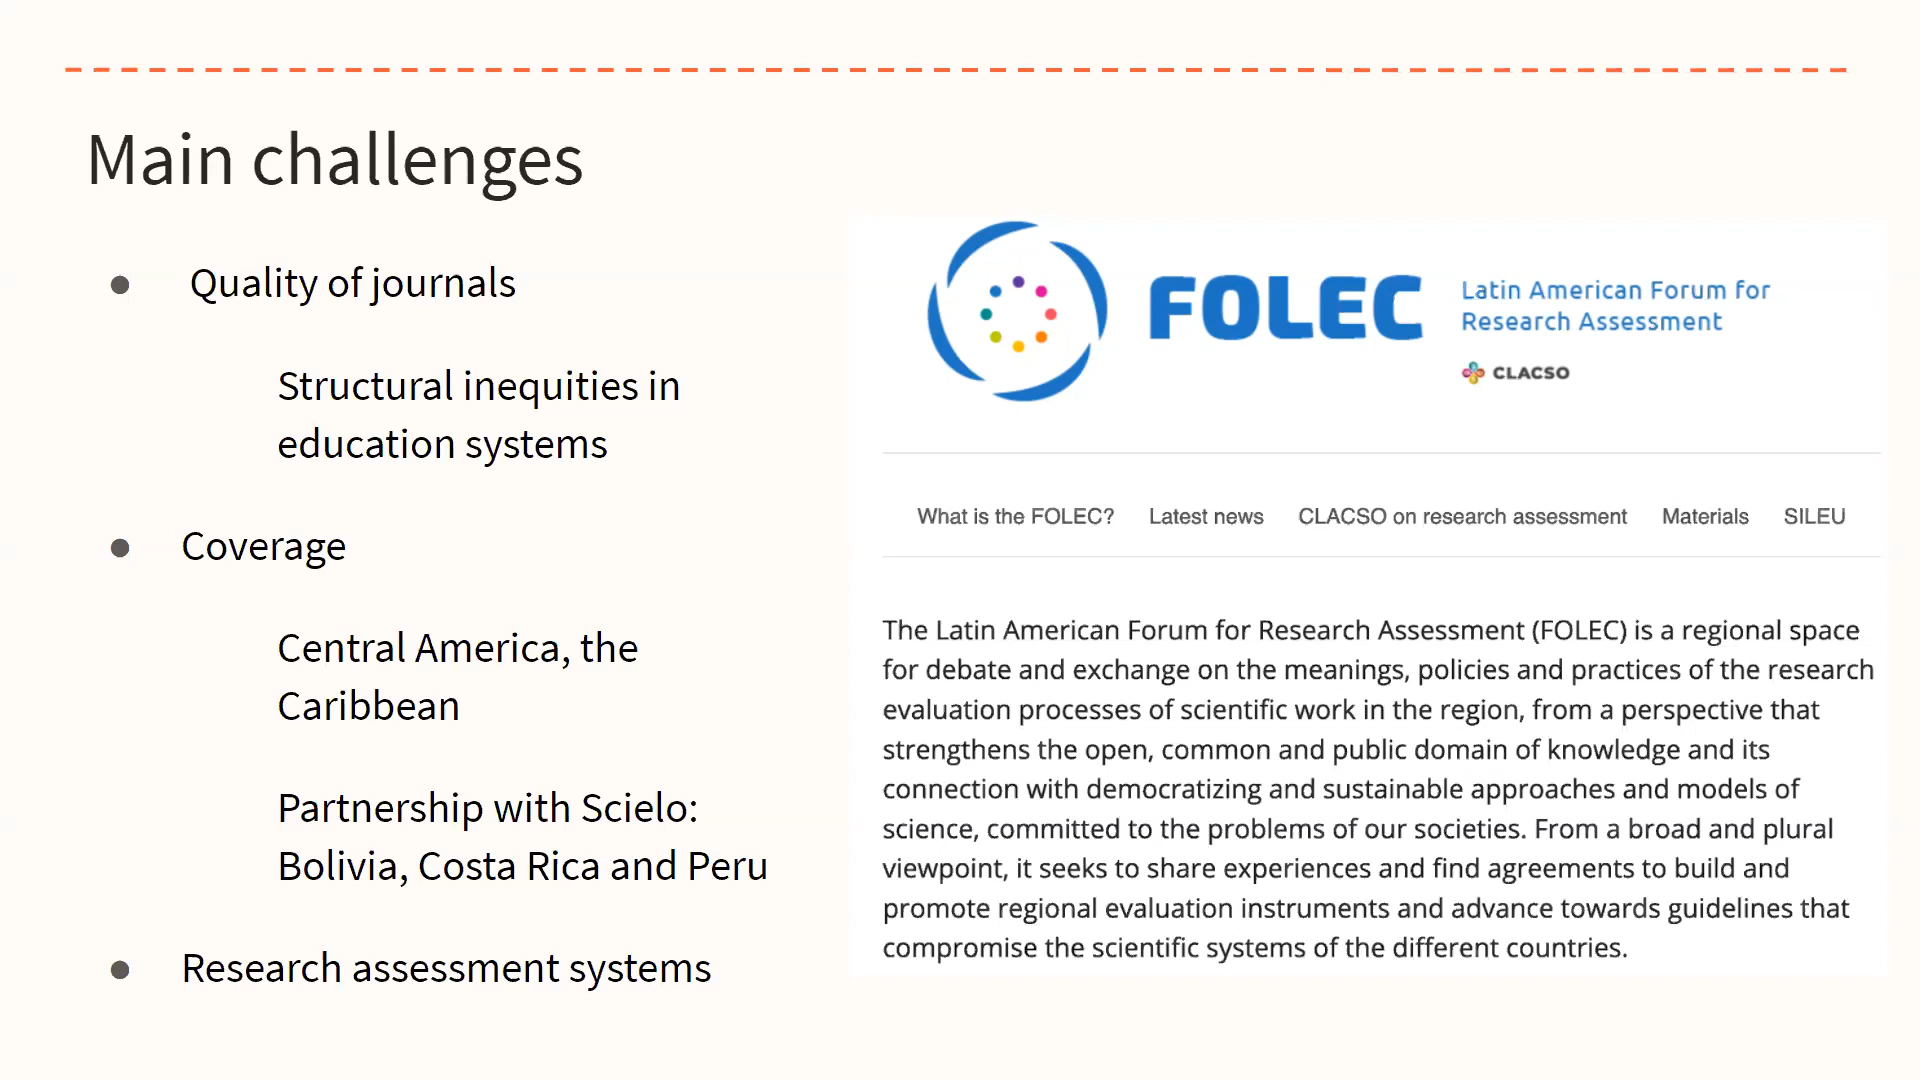 Main challenges
● Quality of journals
Structural inequities in
education systems
● Coverage
Central America, the
Caribbean
Partnership with Scielo:
Bolivia, Costa Rica and Peru
● Research assessment systems
FOLEC
Latin American Forum for
Research Assessment
CLACSO
What is the FOLEC? Latest news CLACSO on research assessment Materials SILEU
The Latin American Forum for Research Assessment (FOLEC) is a regional space
for debate and exchange on the meanings, policies and practices of the research
evaluation processes of scientific work in the region, from a perspective that
strengthens the open, common and public domain of knowledge and its
connection with democratizing and sustainable approaches and models of
science, committed to the problems of our societies. From a broad and plural
viewpoint, it seeks to share experiences and find agreements to build and
promote regional evaluation instruments and advance towards guidelines that
compromise the scientific systems of the different countries.